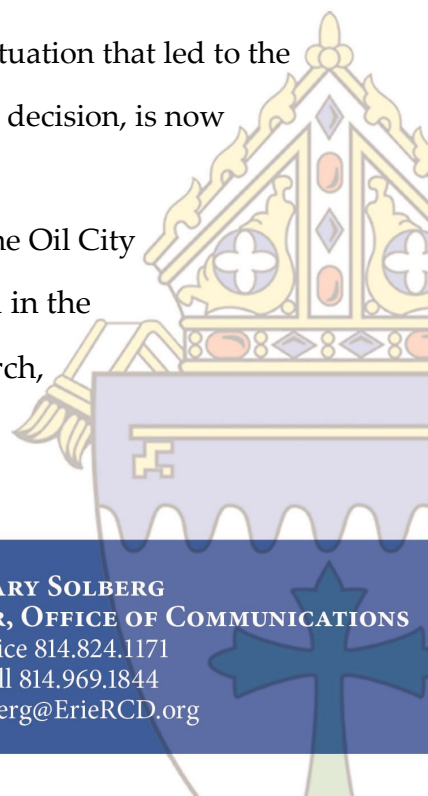 tuation that led to the
decision, is now
ne Oil City
in the
rch,
ARY SOLBERG
R, OFFICE OF COMMUNICATIONS
ice 814.824.1171
ll 814.969.1844
erg@ErieRCD.org